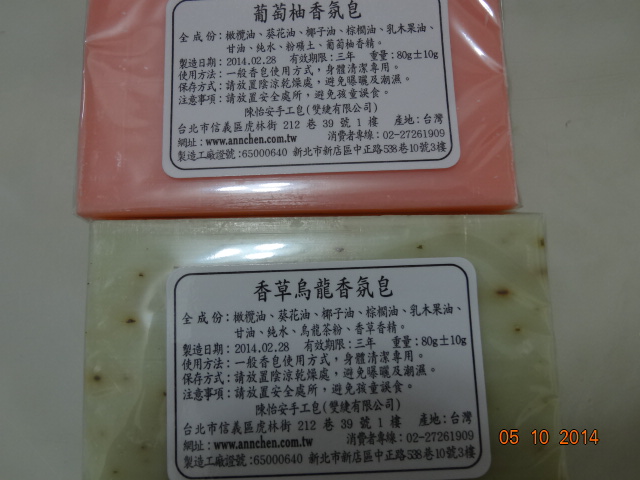 葡萄柚香氛皂
全成份：橄欖油、葵花油、椰子油、棕櫚油、乳木果油、
甘油、純水、粉礦土、葡萄柚香精。
製造日期：2014.02.28 有效期限：三年 重量：80g±10g
使用方法：一般香皂使用方式，身體清潔專用。
保存方式：請放置陰涼乾燥處，避免曝曬及潮濕。
注意事項：請放置安全處所，避免孩童誤食。
陳怡安手工皂(雙緁有限公司)
台北市信義區虎林街 212 巷 39 號 1 樓 產地：台灣
網址：www.annchen.com.tw 消費者專線：02-27261909
製造工廠證號：65000640 新北市新店區中正路538巷10號3樓
香草烏龍香氛皂
全成份：橄欖油、葵花油、椰子油、棕櫚油、乳木果油、
甘油、純水、烏龍茶粉、香草香精。
製造日期：2014.02.28 有效期限：三年 重量：80g±10g
使用方法：一般香皂使用方式，身體清潔專用。
保存方式：請放置陰涼乾燥處，避免曝曬及潮濕。
注意事項：請放置安全處所，避免孩童誤食。
陳怡安手工皂(雙緁有限公司)
台北市信義區虎林街 212 巷 39 號 1 樓 產地：台灣
網址：www.annchen.com.tw 消費者專線：02-27261909
製造工廠證號：65000640 新北市新店區中正路538巷10號3樓
05 10 2014